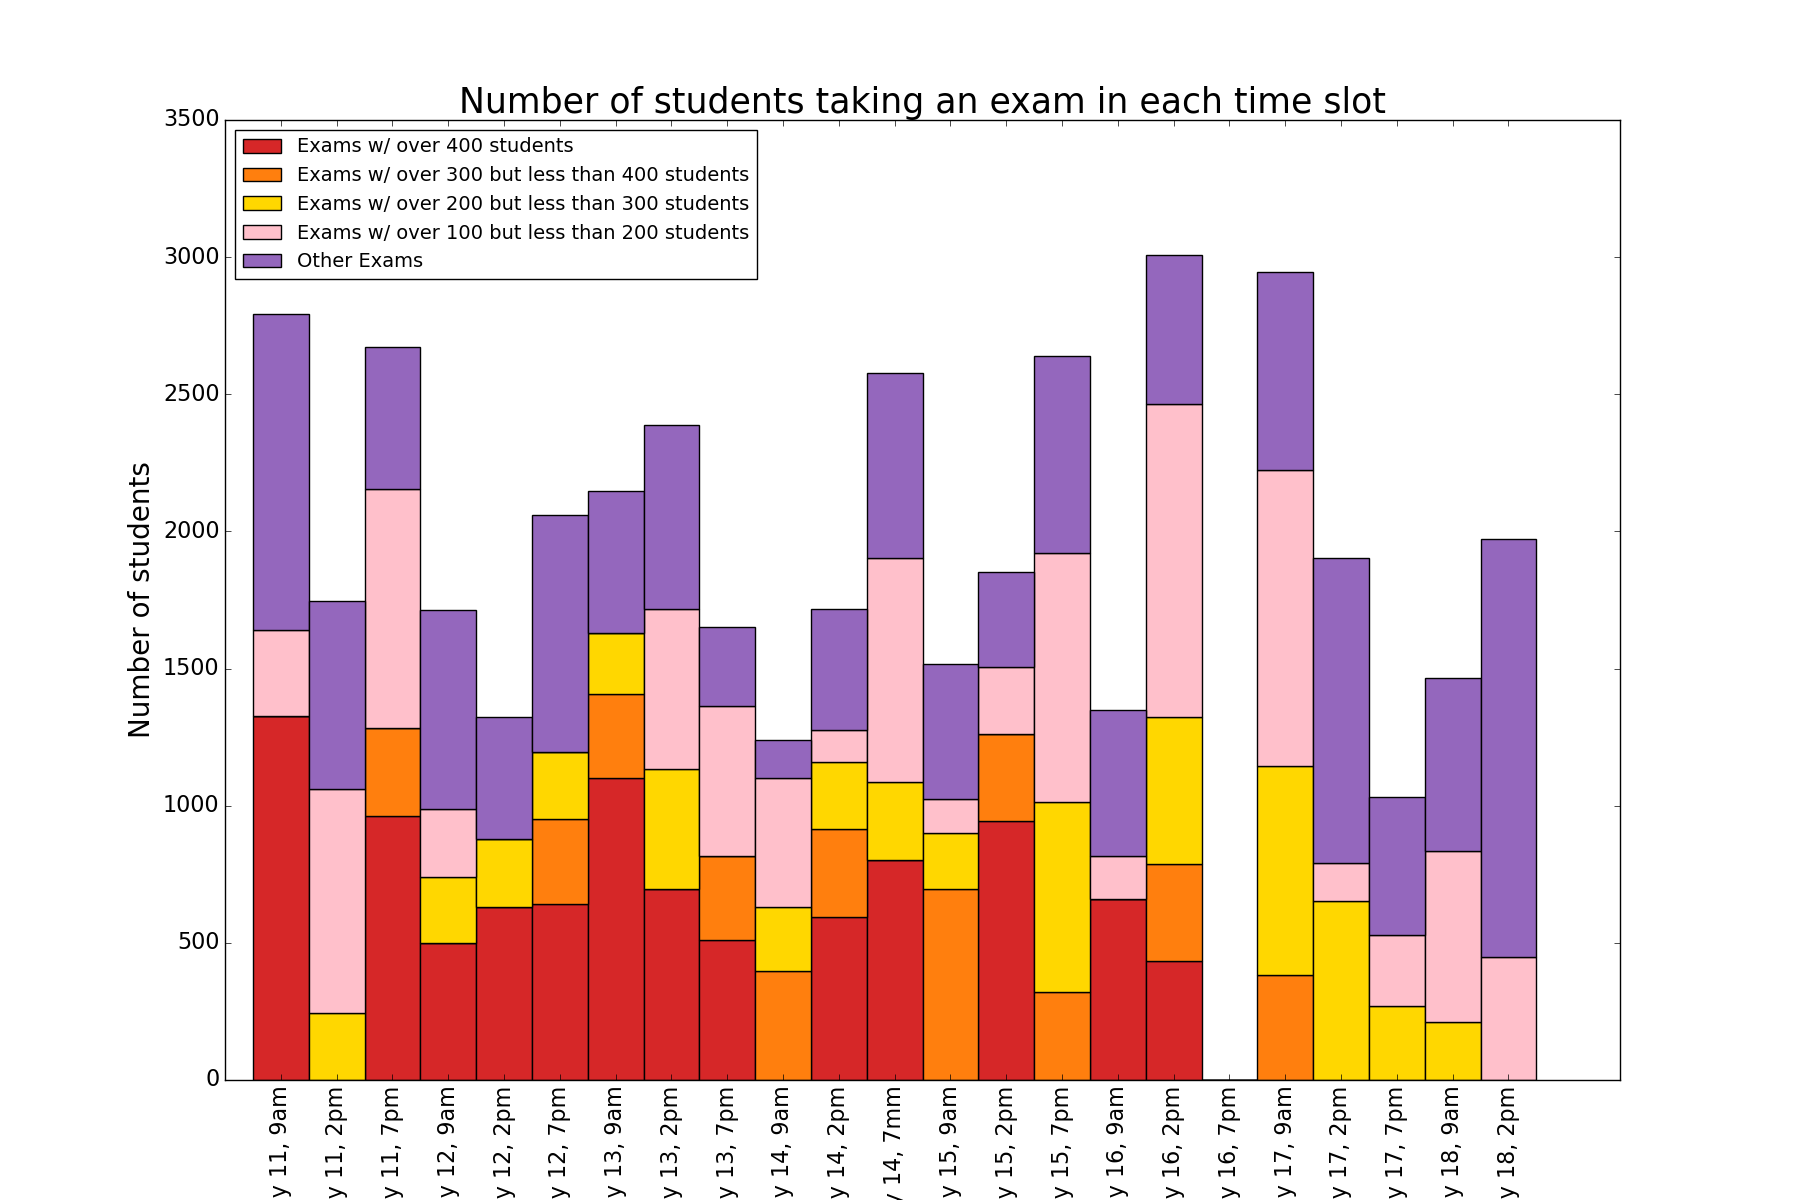 Number of students taking an exam in each time slot
Exams w/ over 400 students
Exams w/ over 300 but less than 400 students
Exams w/ over 200 but less than 300 students
Exams w/ over 100 but less than 200 students
Other Exams
Number of students
3500
3000
2500
2000
1500
1000
500
0
y 11, 9am
y 11, 2pm
y 11, 7pm
y 12, 9am
y 12, 2pm
y 12, 7pm
y 13, 9am
y 13, 2pm
y 13, 7pm
y 14, 9am
y 14, 2pm
y 14, 7mm
y 15, 9am
y 15, 2pm
y 15, 7pm
y 16, 9am
y 16, 2pm
y 16, 7pm
y 17, 9am
y 17, 2pm
y 17, 7pm
y 18, 9am
y 18, 2pm